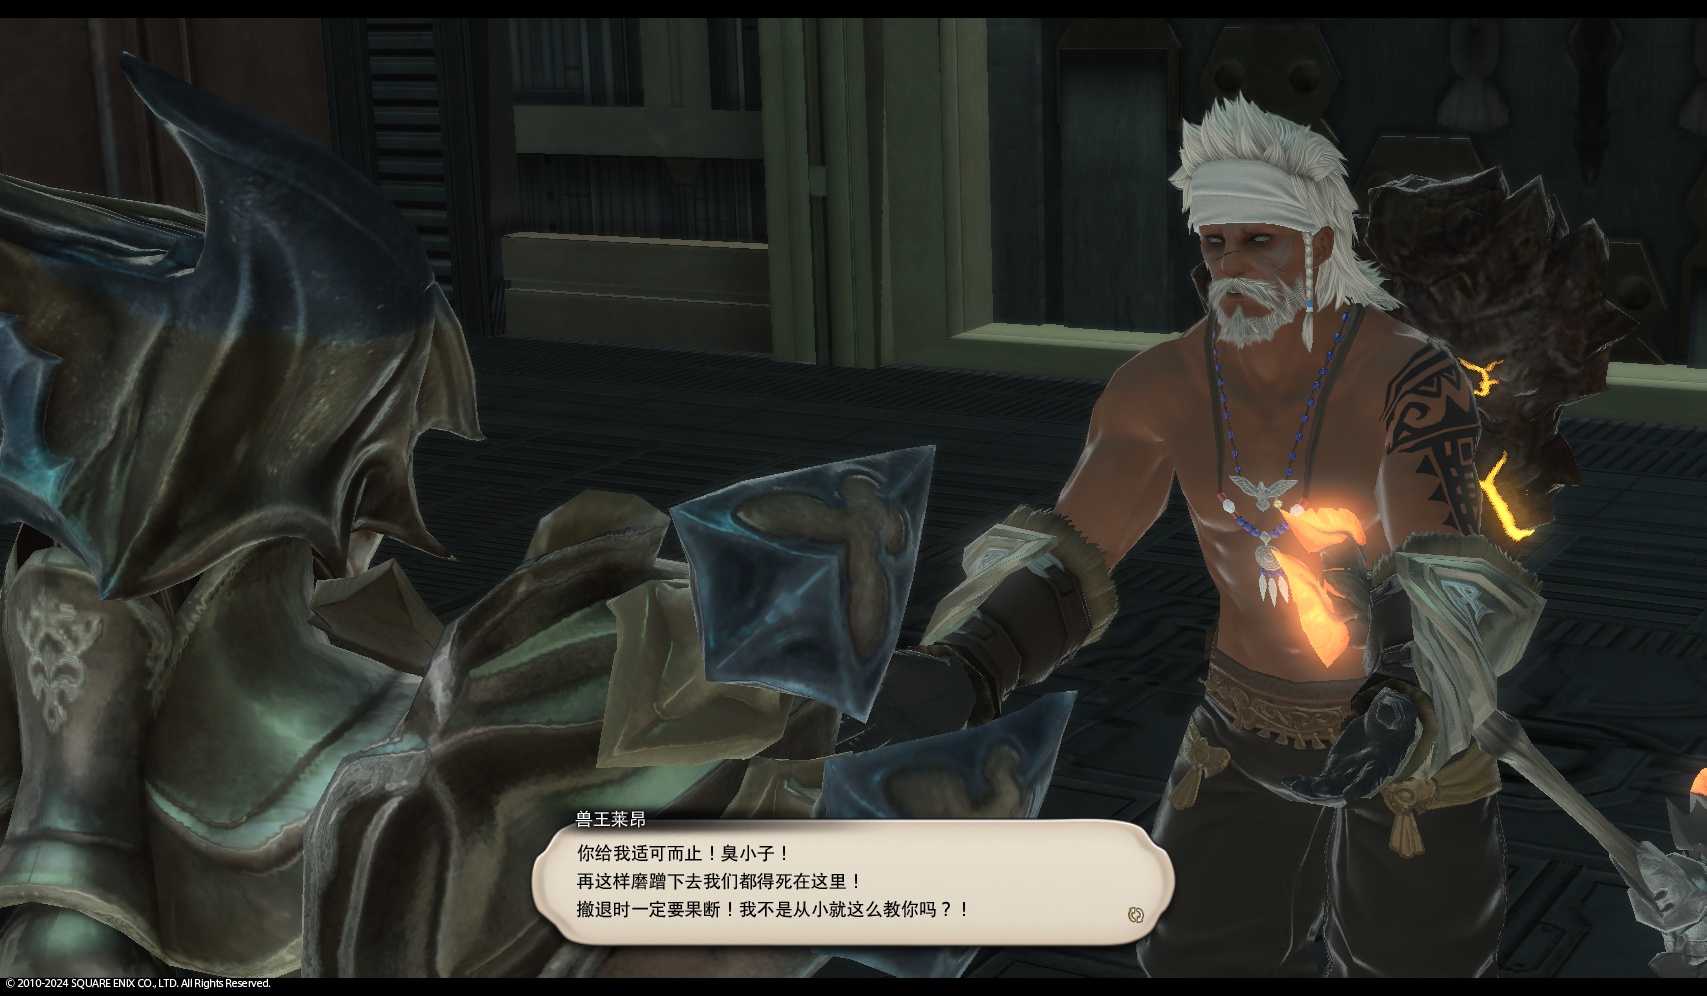 兽王莱昂
你给我适可而止！臭小子！
再这样磨蹭下去我们都得死在这里！
撤退时一定要果断！我不是从小就这么教你吗？！
© 2010-2024 SQUARE ENIX CO., LTD. All Rights Reserved.